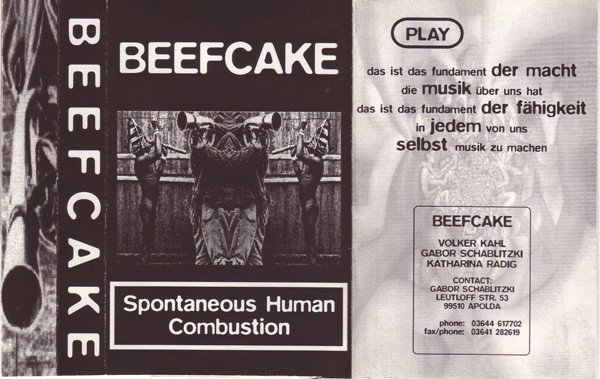 BEEFCAKE
BEEFCAKE
Spontaneous Human
Combustion
PLAY
das ist das fundament der macht
die musik über uns hat
das ist das fundament der fähigkeit
in jedem von uns
selbst musik zu machen
BEEFCAKE
VOLKER KAHL
GABOR SCHABLITZKI
KATHARINA RADIG
CONTACT:
GABOR SCHABLITZKI
LEUTLOFF STR. 53
99510 APOLDA
phone: 03644 617702
fax/phone: 03641 282619